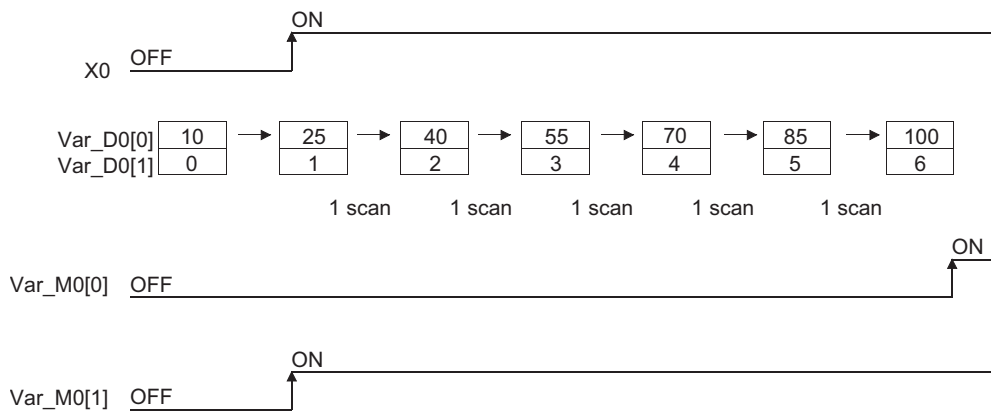 ON
X0 OFF
Var_D0[0] 10 25 40 55 70 85 100
Var_D0[1] 0 1 2 3 4 5 6
1 scan 1 scan 1 scan 1 scan 1 scan
ON
Var_M0[0] OFF
ON
Var_M0[1] OFF